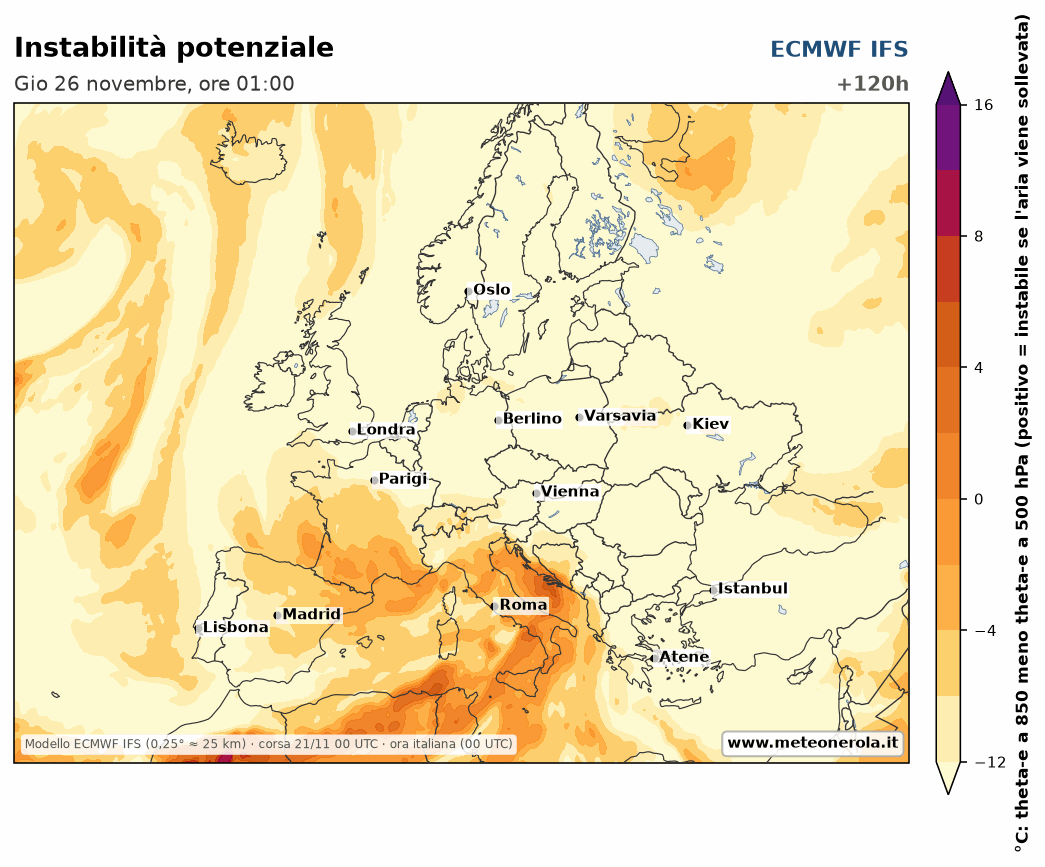 Instabilità potenziale
ECMWF IFS
Gio 26 novembre, ore 01:00
+120h
Oslo
Londra
Berlino
Varsavia
Kiev
Parigi
Vienna
Madrid
Lisbona
Roma
Istanbul
Atene
Modello ECMWF IFS (0,25° ≈ 25 km) · corsa 21/11 00 UTC · ora italiana (00 UTC)
www.meteonerola.it
16
8
4
0
−4
−12
°C: theta-e a 850 meno theta-e a 500 hPa (positivo = instabile se l'aria viene sollevata)